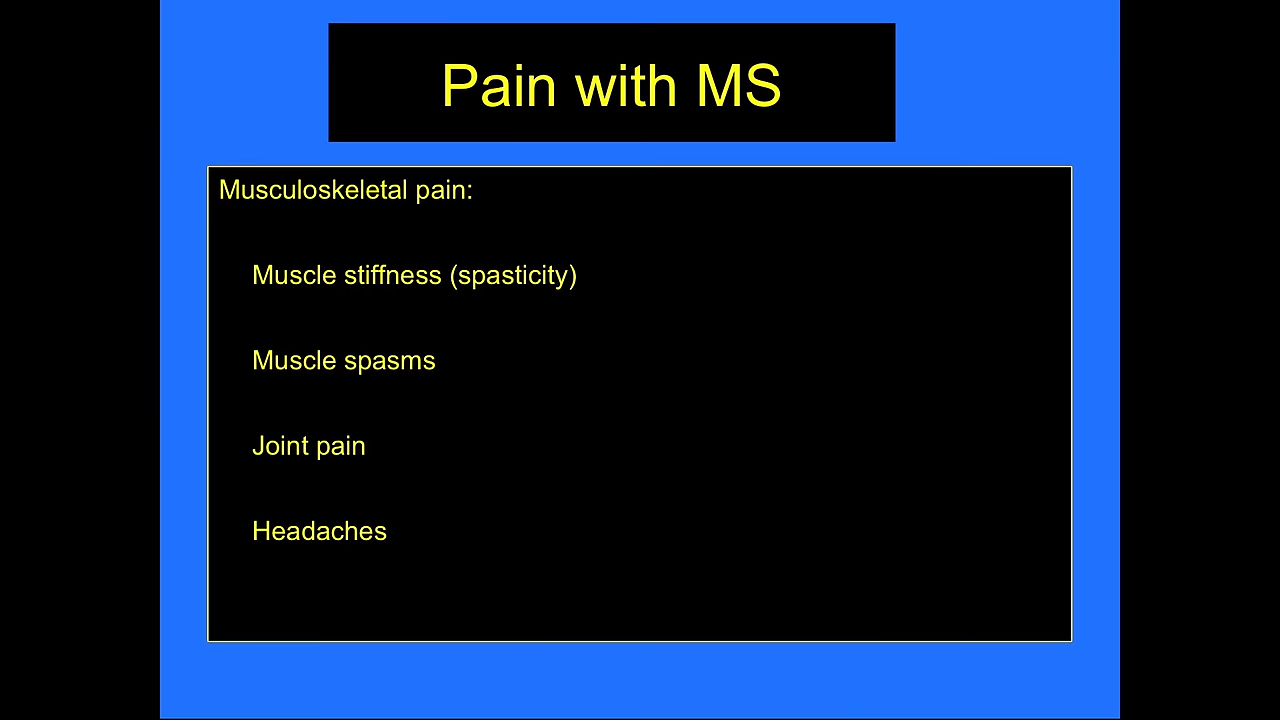 Pain with MS
Musculoskeletal pain:
Muscle stiffness (spasticity)
Muscle spasms
Joint pain
Headaches